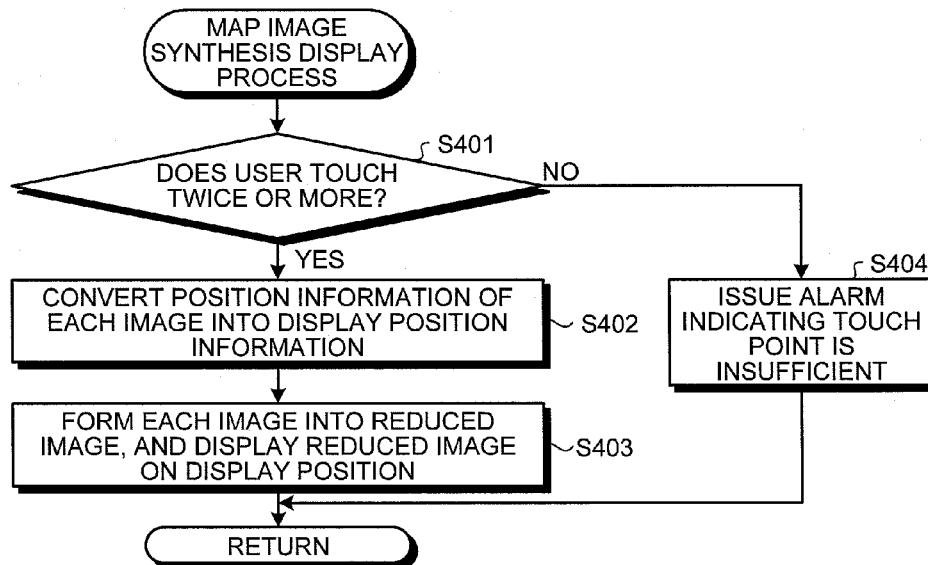 MAP IMAGE
SYNTHESIS DISPLAY
PROCESS
S401
DOES USER TOUCH
TWICE OR MORE?
NO
YES
S404
CONVERT POSITION INFORMATION OF
EACH IMAGE INTO DISPLAY POSITION
INFORMATION
S402
ISSUE ALARM
INDICATING TOUCH
POINT IS
INSUFFICIENT
FORM EACH IMAGE INTO REDUCED
IMAGE, AND DISPLAY REDUCED IMAGE
ON DISPLAY POSITION
S403
RETURN